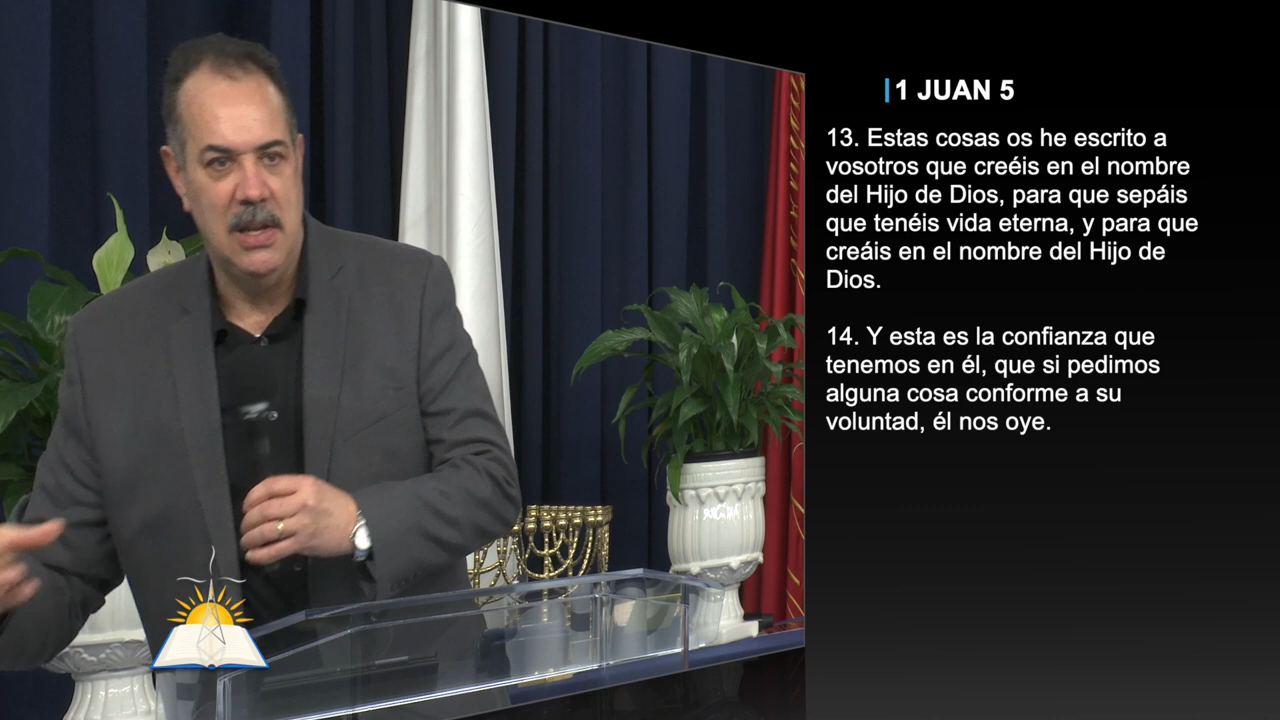 1 JUAN 5
13. Estas cosas os he escrito a
vosotros que creéis en el nombre
del Hijo de Dios, para que sepáis
que tenéis vida eterna, y para que
creáis en el nombre del Hijo de
Dios.
14. Y esta es la confianza que
tenemos en él, que si pedimos
alguna cosa conforme a su
voluntad, él nos oye.